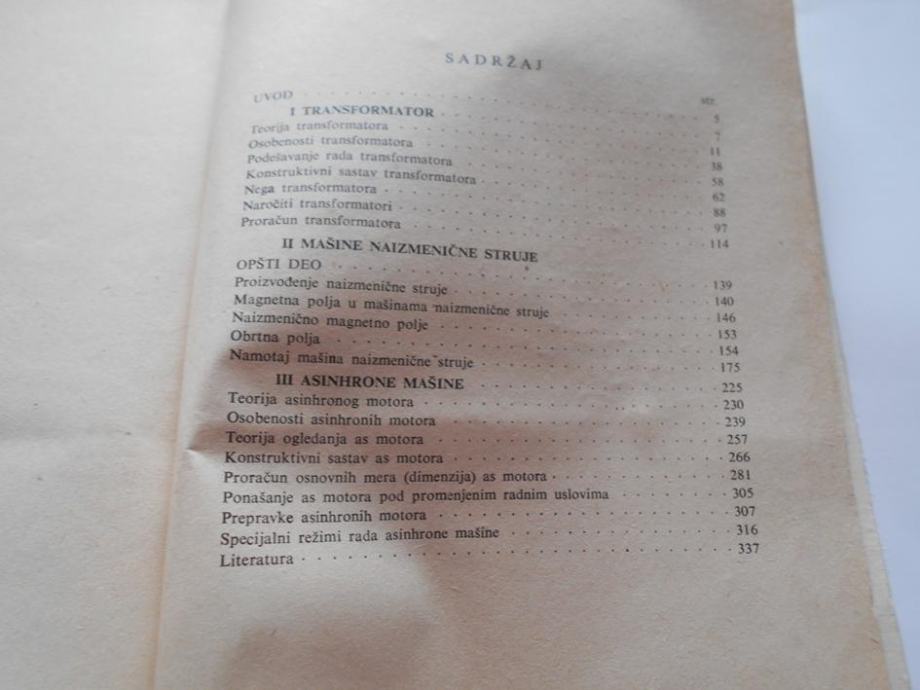 SADRŽAJ
str.
UVOD 5
I TRANSFORMATOR 7
Teorija transformatora 11
Osobenosti transformatora 38
Podešavanje rada transformatora 58
Konstruktivni sastav transformatora 62
Nega transformatora 88
Naročiti transformatori 97
Proračun transformatora 114
II MAŠINE NAIZMENIČNE STRUJE
OPŠTI DEO 139
Proizvođenje naizmenične struje 140
Magnetna polja u mašinama naizmenične struje 146
Naizmenično magnetno polje 153
Obrtna polja 154
Namotaj mašina naizmenične struje 175
III ASINHRONE MAŠINE 225
Teorija asinhronog motora 230
Osobenosti asinhronih motora 239
Teorija ogledanja as motora 257
Konstruktivni sastav as motora 266
Proračun osnovnih mera (dimenzija) as motora 281
Ponašanje as motora pod promenjenim radnim uslovima 305
Prepravke asinhronih motora 307
Specijalni režimi rada asinhrone mašine 316
Literatura 337